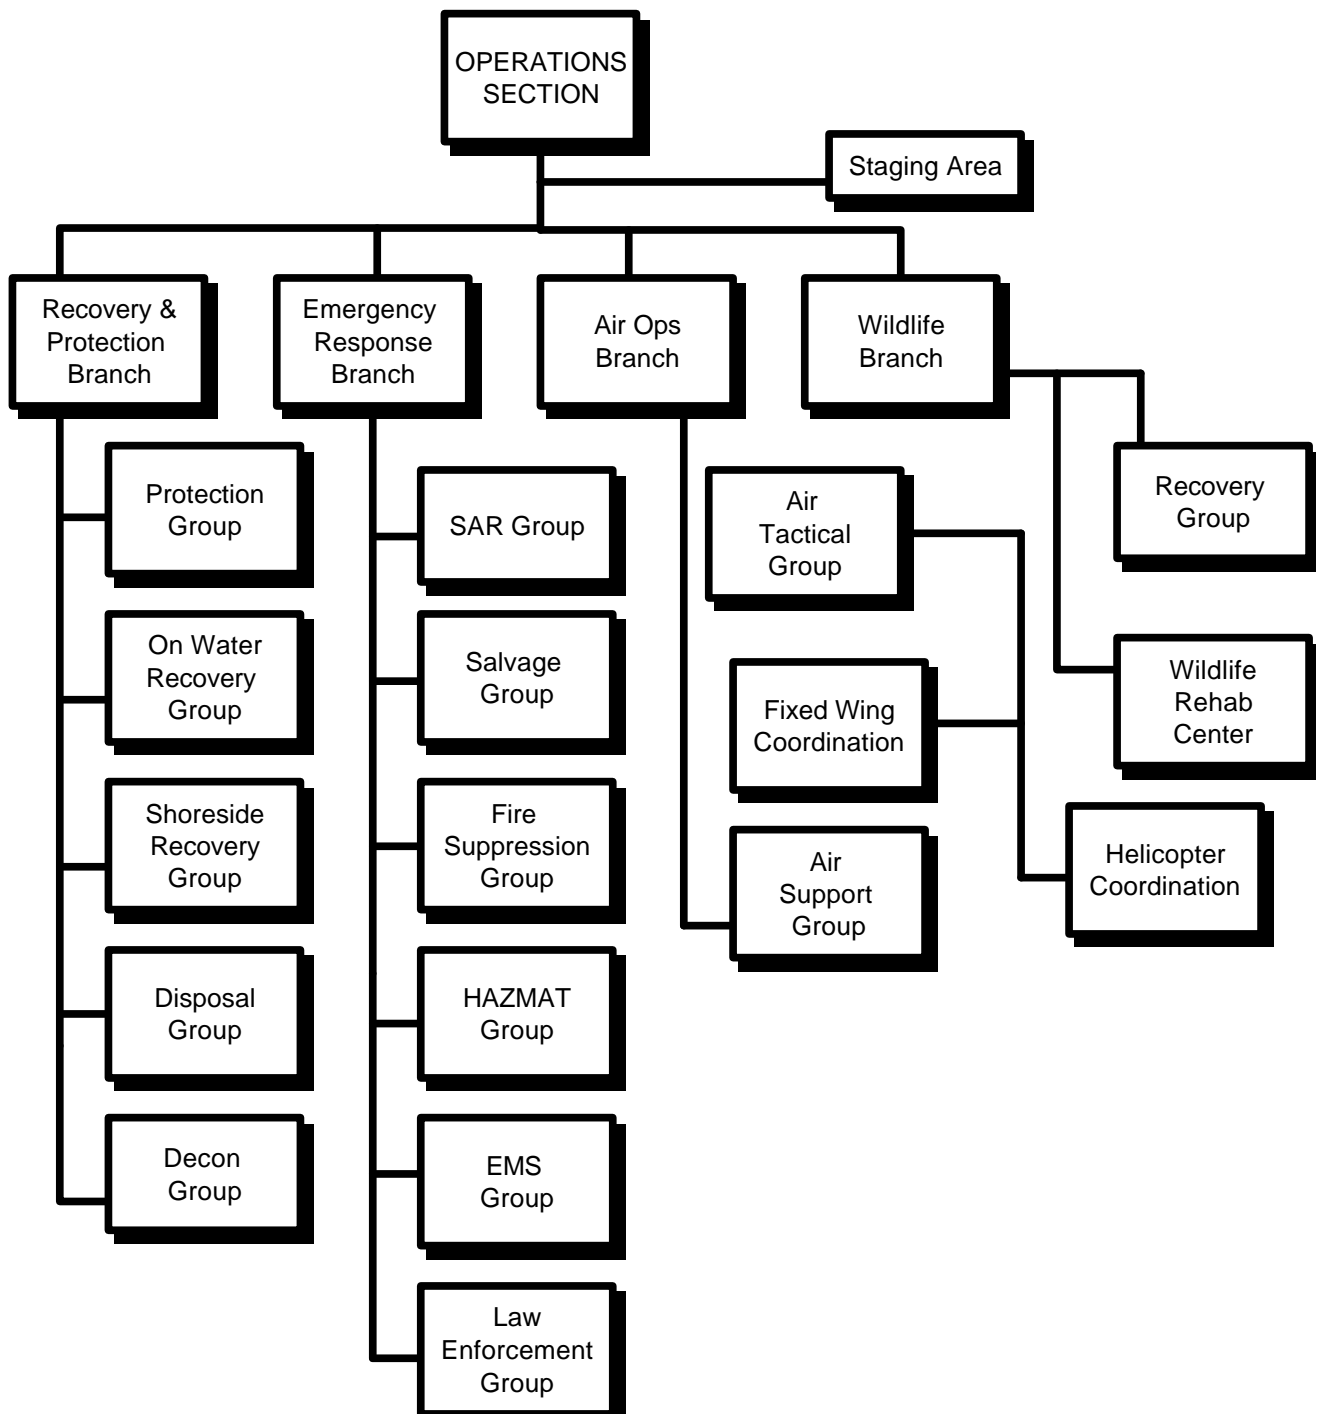 OPERATIONS
SECTION
Staging Area
Recovery &
Protection
Branch
Emergency
Response
Branch
Air Ops
Branch
Wildlife
Branch
Protection
Group
On Water
Recovery
Group
Shoreside
Recovery
Group
Disposal
Group
Decon
Group
SAR Group
Salvage
Group
Fire
Suppression
Group
HAZMAT
Group
EMS
Group
Law
Enforcement
Group
Air
Tactical
Group
Fixed Wing
Coordination
Air
Support
Group
Recovery
Group
Wildlife
Rehab
Center
Helicopter
Coordination